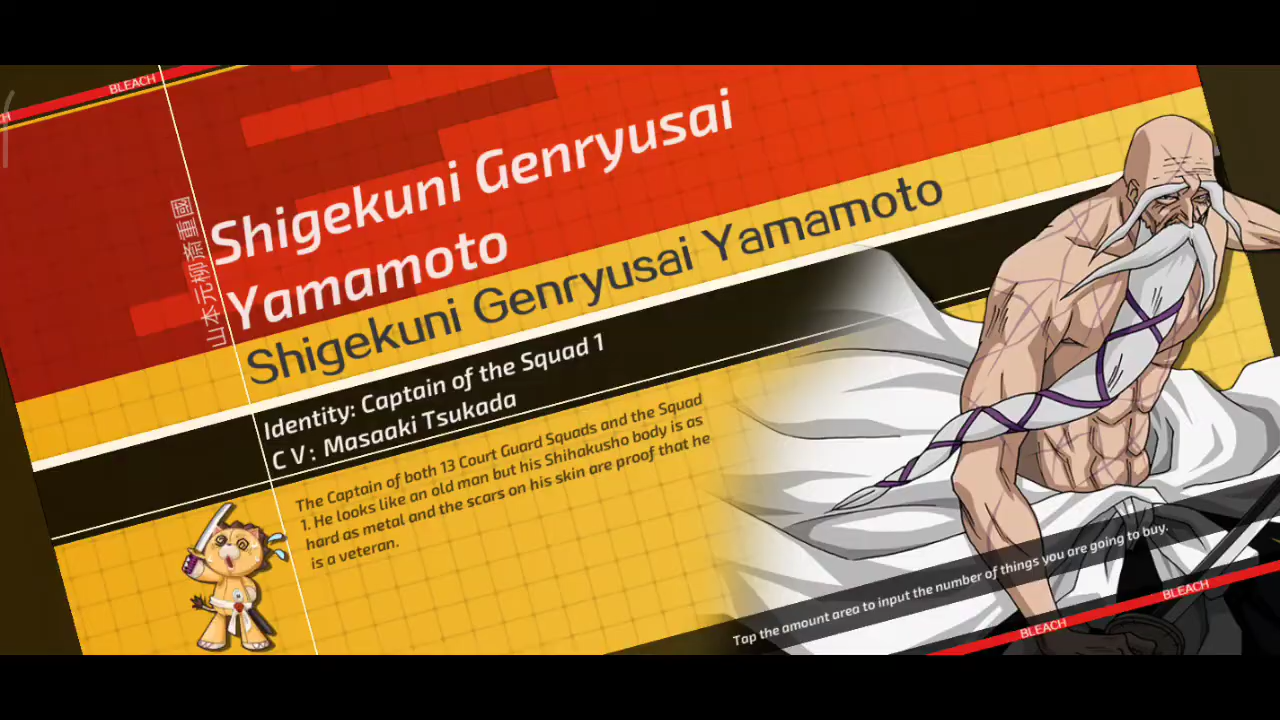 CH
BLEACH
山本元柳斎重國
Shigekuni Genryusai
Yamamoto
Shigekuni Genryusai Yamamoto
Identity: Captain of the Squad 1
CV: Masaaki Tsukada
The Captain of both 13 Court Guard Squads and the Squad
1. He looks like an old man but his Shihakusho body is as
hard as metal and the scars on his skin are proof that he
is a veteran.
Tap the amount area to input the number of things you are going to buy.
BLEACH
BLEACH